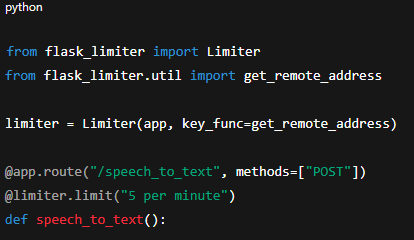 python
from flask_limiter import Limiter
from flask_limiter.util import get_remote_address
limiter = Limiter(app, key_func=get_remote_address)
@app.route("/speech_to_text", methods=["POST"])
@limiter.limit("5 per minute")
def speech_to_text():